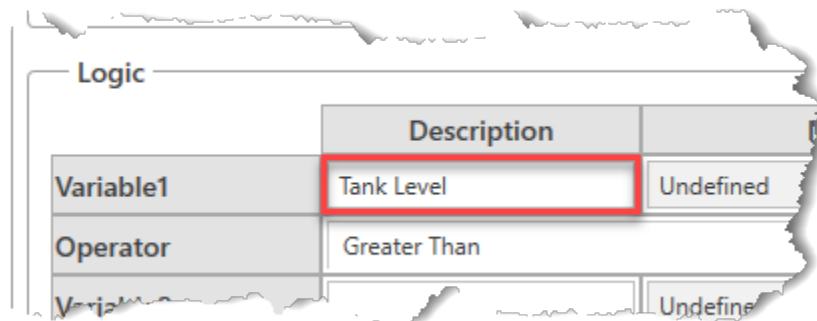 Logic
Description
Variable1 Tank Level Undefined
Operator Greater Than